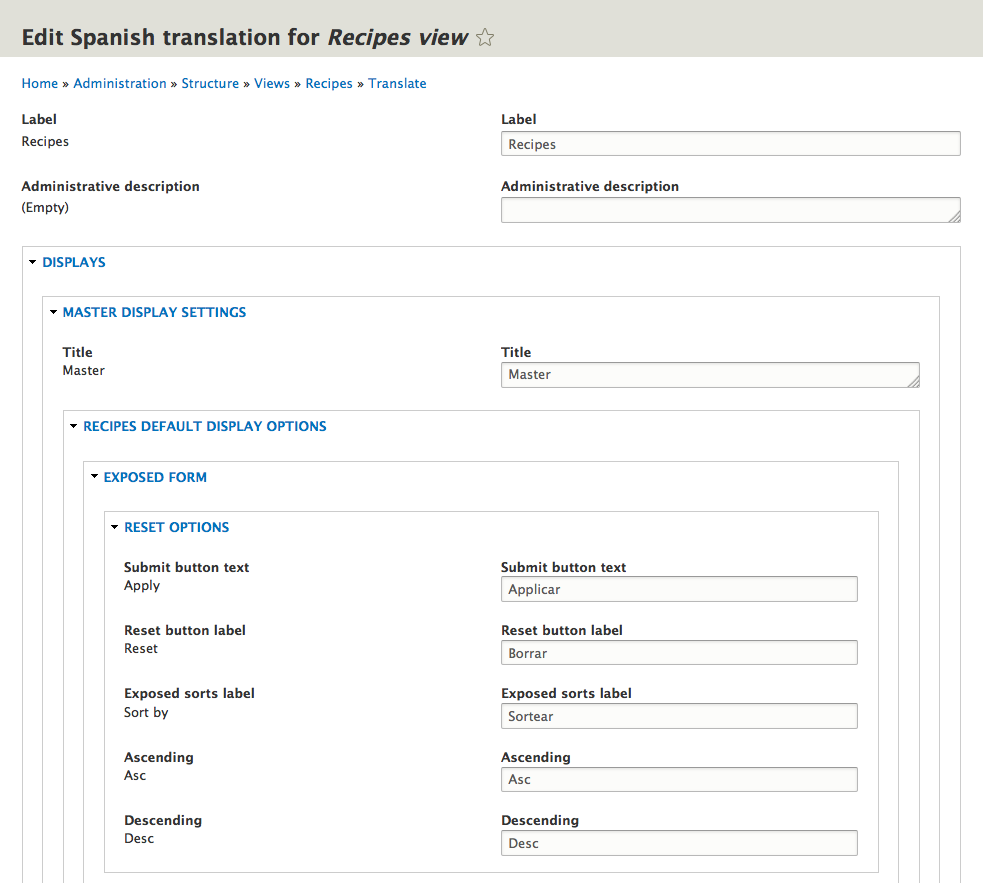 Edit Spanish translation for Recipes view
Home » Administration » Structure » Views » Recipes » Translate
Label
Recipes
Label
Recipes
Administrative description
(Empty)
Administrative description
DISPLAYS
MASTER DISPLAY SETTINGS
Title
Master
Title
Master
RECIPES DEFAULT DISPLAY OPTIONS
EXPOSED FORM
RESET OPTIONS
Submit button text
Apply
Submit button text
Applicar
Reset button label
Reset
Reset button label
Borrar
Exposed sorts label
Sort by
Exposed sorts label
Sortear
Ascending
Asc
Ascending
Asc
Descending
Desc
Descending
Desc